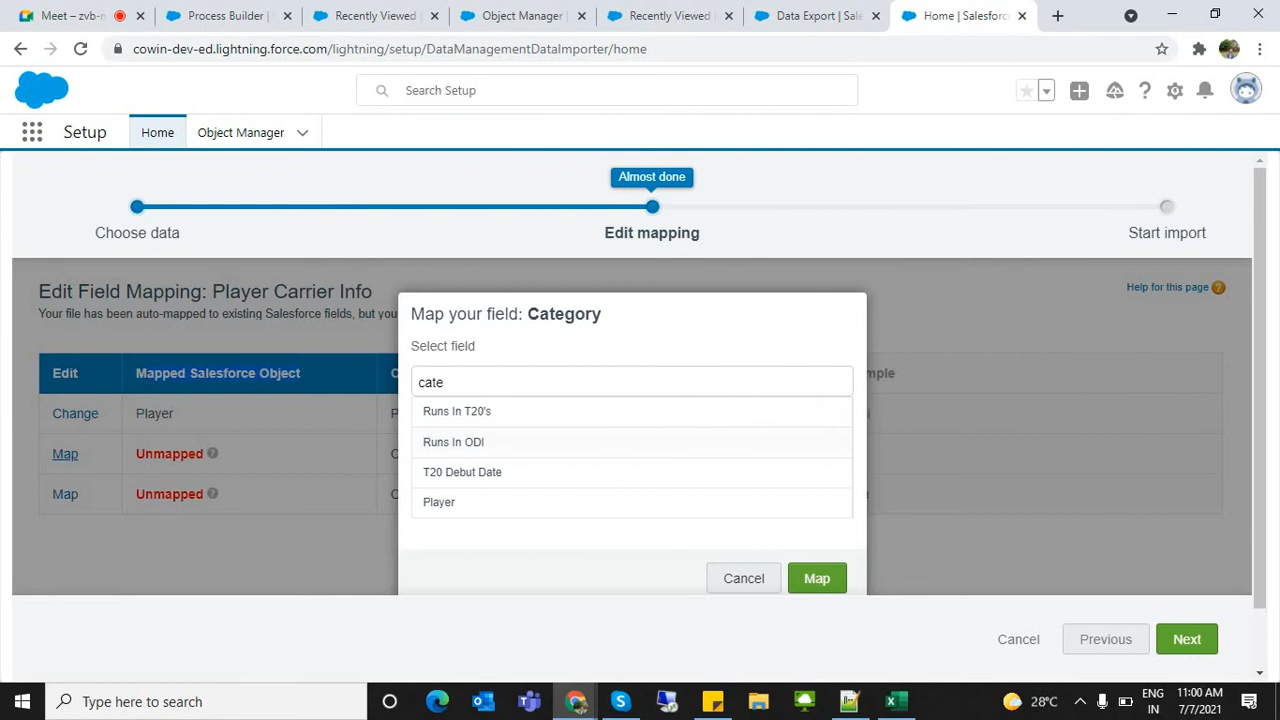 Meet – zvb-n
Process Builder |
Recently Viewed |
Object Manager |
Recently Viewed |
Data Export | Sale
Home | Salesforce
cowin-dev-ed.lightning.force.com/lightning/setup/DataManagementDataImporter/home
Search Setup
Setup
Home
Object Manager
Almost done
Choose data
Edit mapping
Start import
Edit Field Mapping: Player Carrier Info
Help for this page
Your file has been auto-mapped to existing Salesforce fields, but you
Map your field: Category
Select field
Edit
Mapped Salesforce Object
cate
Change
Player
Runs In T20's
Map
Unmapped
Runs In ODI
T20 Debut Date
Map
Unmapped
Player
Cancel
Map
Cancel
Previous
Next
Type here to search
28°C
ENG
IN
11:00 AM
7/7/2021